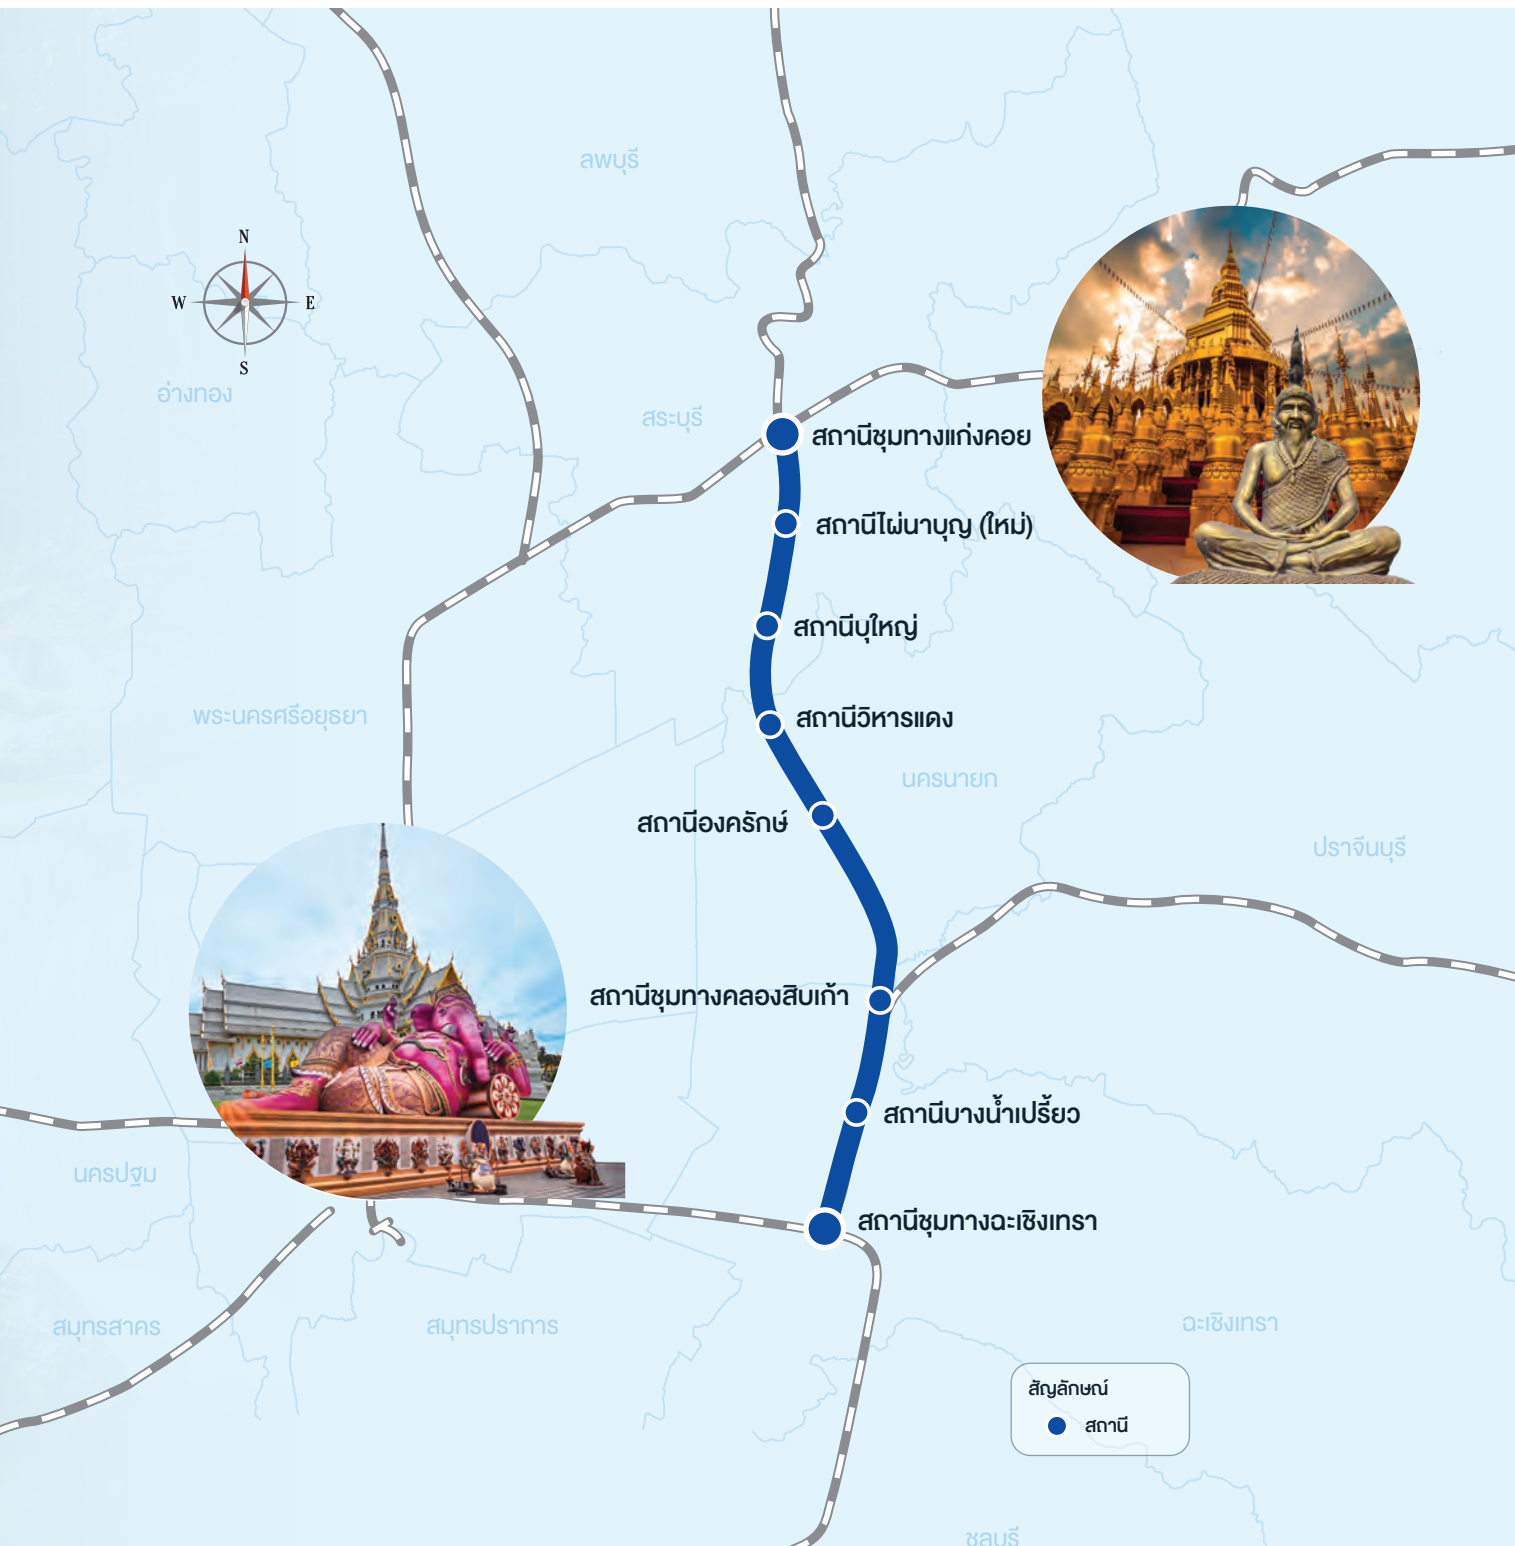 ลพบุรี
N
W
E
S
อ่างทอง
สระบุรี
สถานีชุมทางแก่งคอย
สถานีไผ่นาบุญ (ใหม่)
สถานีบุใหญ่
พระนครศรีอยุธยา
สถานีวิหารแดง
นครนายก
สถานีองครักษ์
ปราจีนบุรี
สถานีชุมทางคลองสิบเก้า
สถานีบางน้ำเปรี้ยว
นครปฐม
สถานีชุมทางฉะเชิงเทรา
สมุทรสาคร
สมุทรปราการ
ฉะเชิงเทรา
สัญลักษณ์
สถานี
ชลบุรี